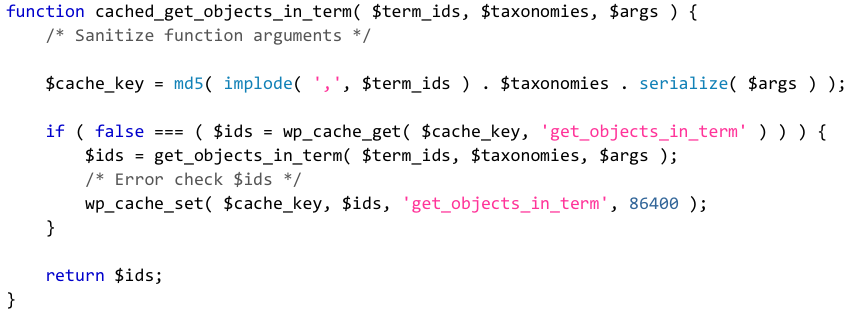 function cached_get_objects_in_term( $term_ids, $taxonomies, $args ) {
    /* Sanitize function arguments */

    $cache_key = md5( implode( ',', $term_ids ) . $taxonomies . serialize( $args ) );

    if ( false === ( $ids = wp_cache_get( $cache_key, 'get_objects_in_term' ) ) ) {
        $ids = get_objects_in_term( $term_ids, $taxonomies, $args );
        /* Error check $ids */
        wp_cache_set( $cache_key, $ids, 'get_objects_in_term', 86400 );
    }

    return $ids;
}